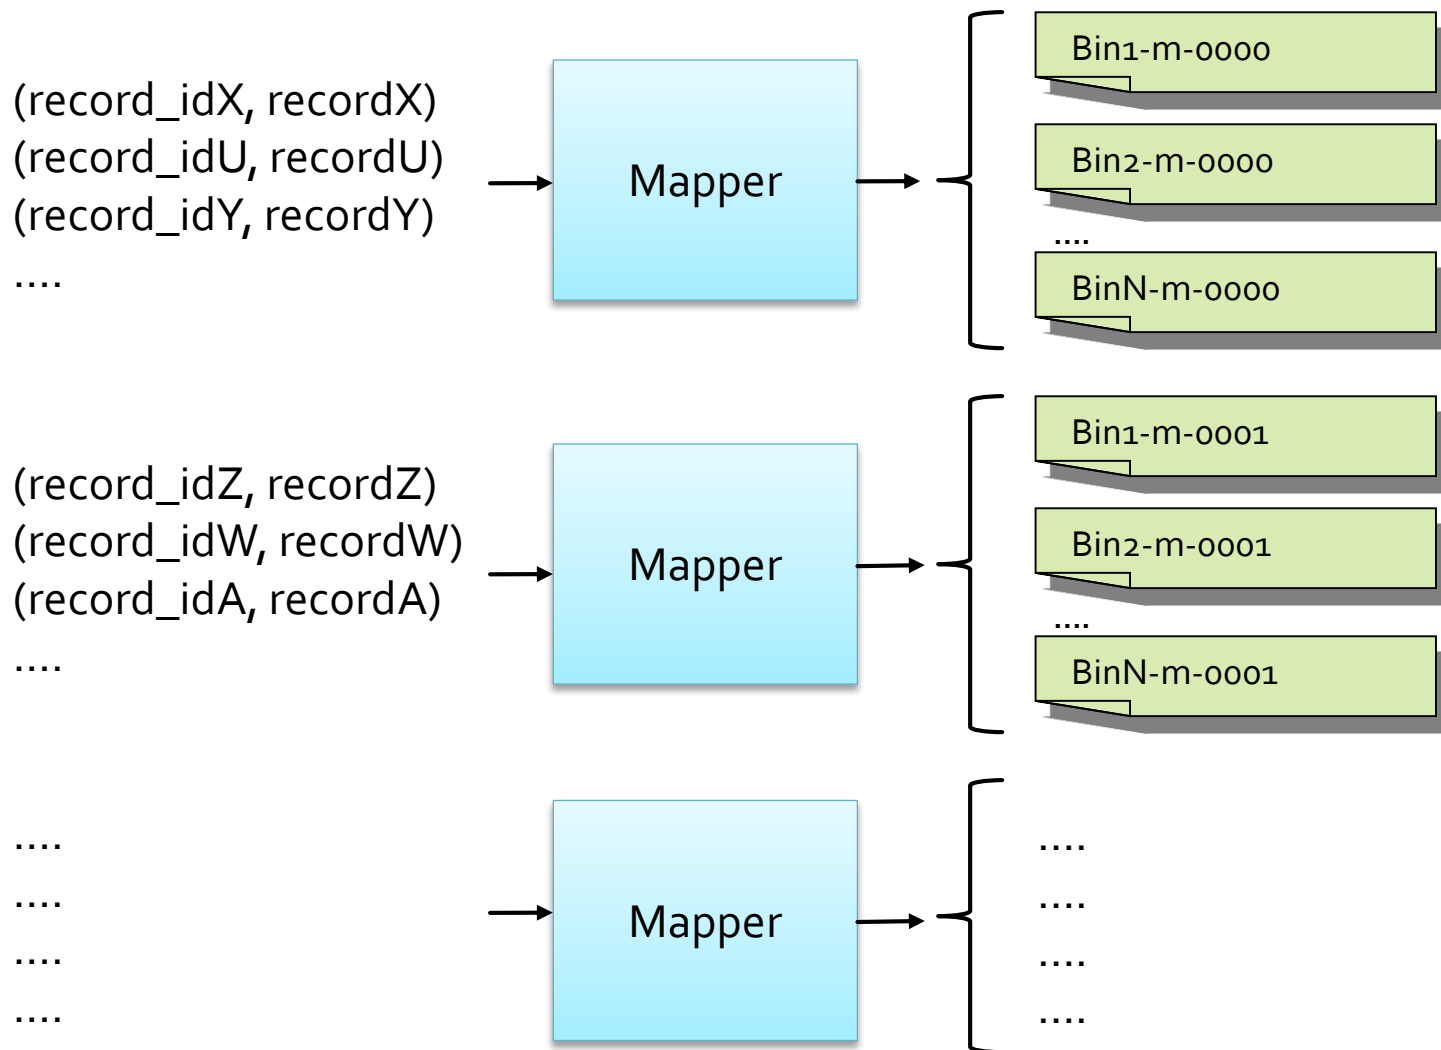 (record_idX, recordX)
(record_idU, recordU)
(record_idY, recordY)
....
Mapper
Bin1-m-0000
Bin2-m-0000
....
BinN-m-0000
(record_idZ, recordZ)
(record_idW, recordW)
(record_idA, recordA)
....
Mapper
Bin1-m-0001
Bin2-m-0001
....
BinN-m-0001
....
....
....
....
Mapper
....
....
....
....